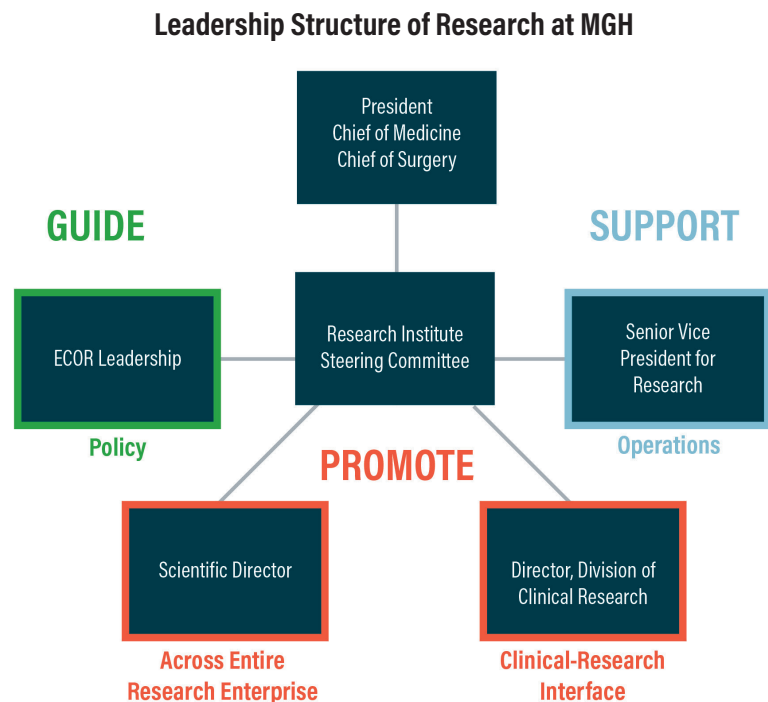 Leadership Structure of Research at MGH
President
Chief of Medicine
Chief of Surgery
GUIDE
SUPPORT
ECOR Leadership
Research Institute
Steering Committee
Senior Vice
President for
Research
Policy
Operations
PROMOTE
Scientific Director
Director, Division of
Clinical Research
Across Entire
Research Enterprise
Clinical-Research
Interface